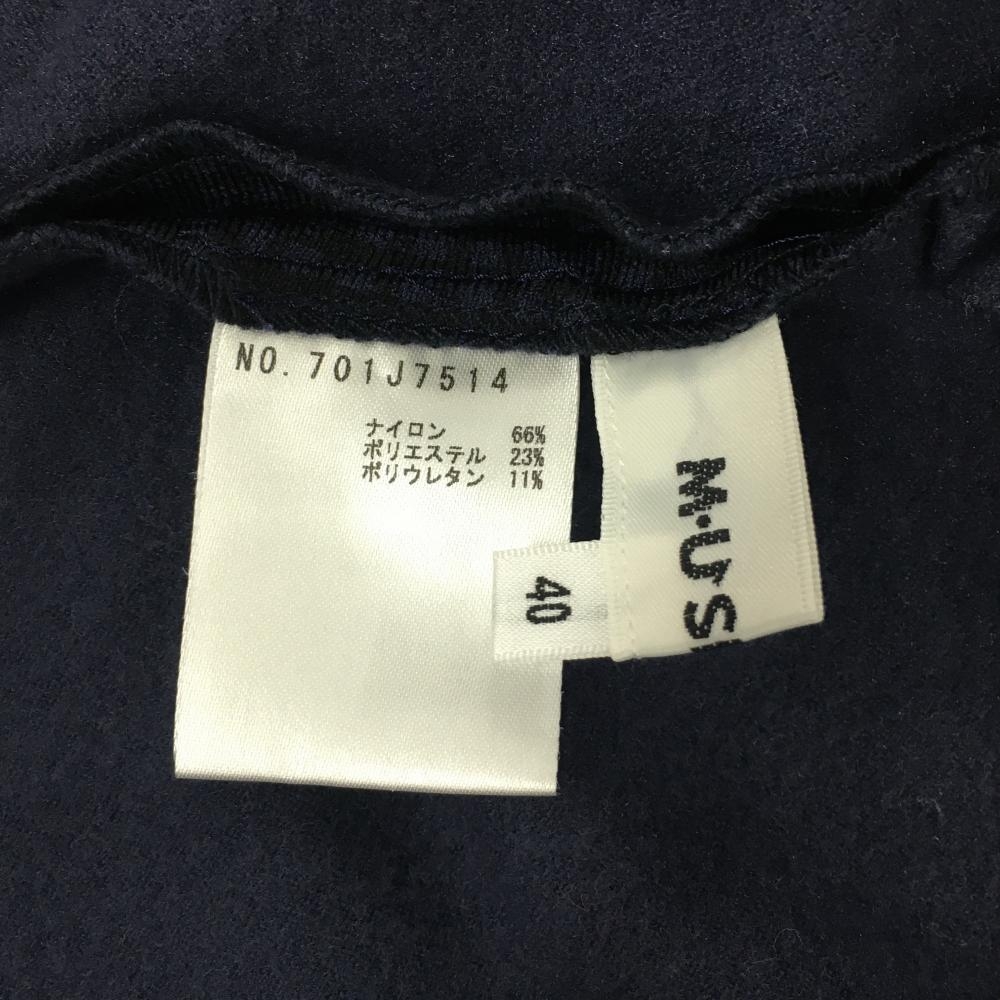 NO. 701J7514
ナイロン 66%
ポリエステル 23%
ポリウレタン 11%
40
M·U·S